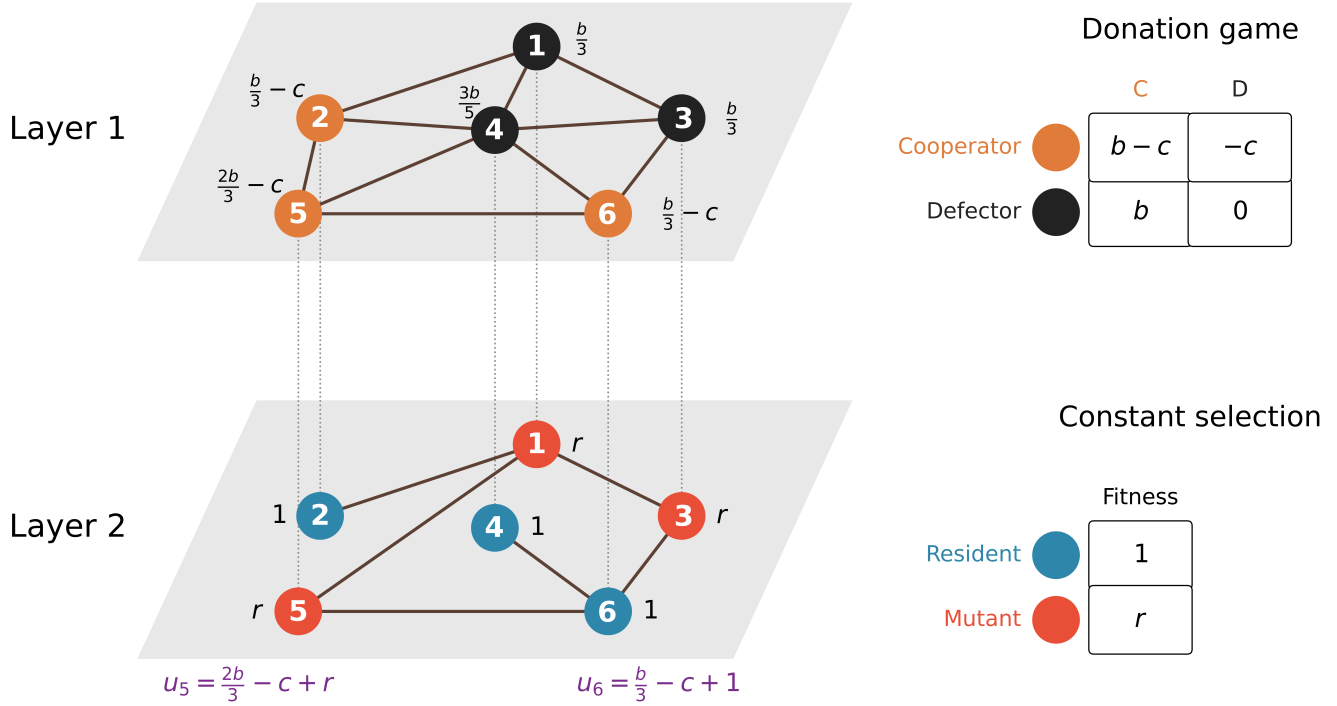 Donation game
C D
Cooperator b − c −c
Defector b 0
Layer 1
1 b/3
b/3 − c 2
3b/5 4
3 b/3
2b/3 − c 5
6 b/3 − c
Constant selection
Fitness
Resident 1
Mutant r
Layer 2
1 r
1 2
4 1
3 r
r 5
6 1
u₅ = 2b/3 − c + r
u₆ = b/3 − c + 1